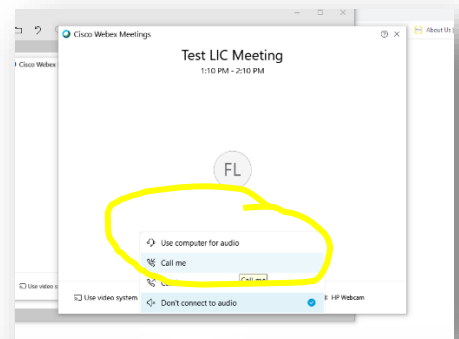 About Us
Cisco Webex
Cisco Webex Meetings
Test LIC Meeting
1:10 PM - 2:10 PM
FL
Use computer for audio
Call me
Call me
Don't connect to audio
Use video s
Use video system
HP Webcam